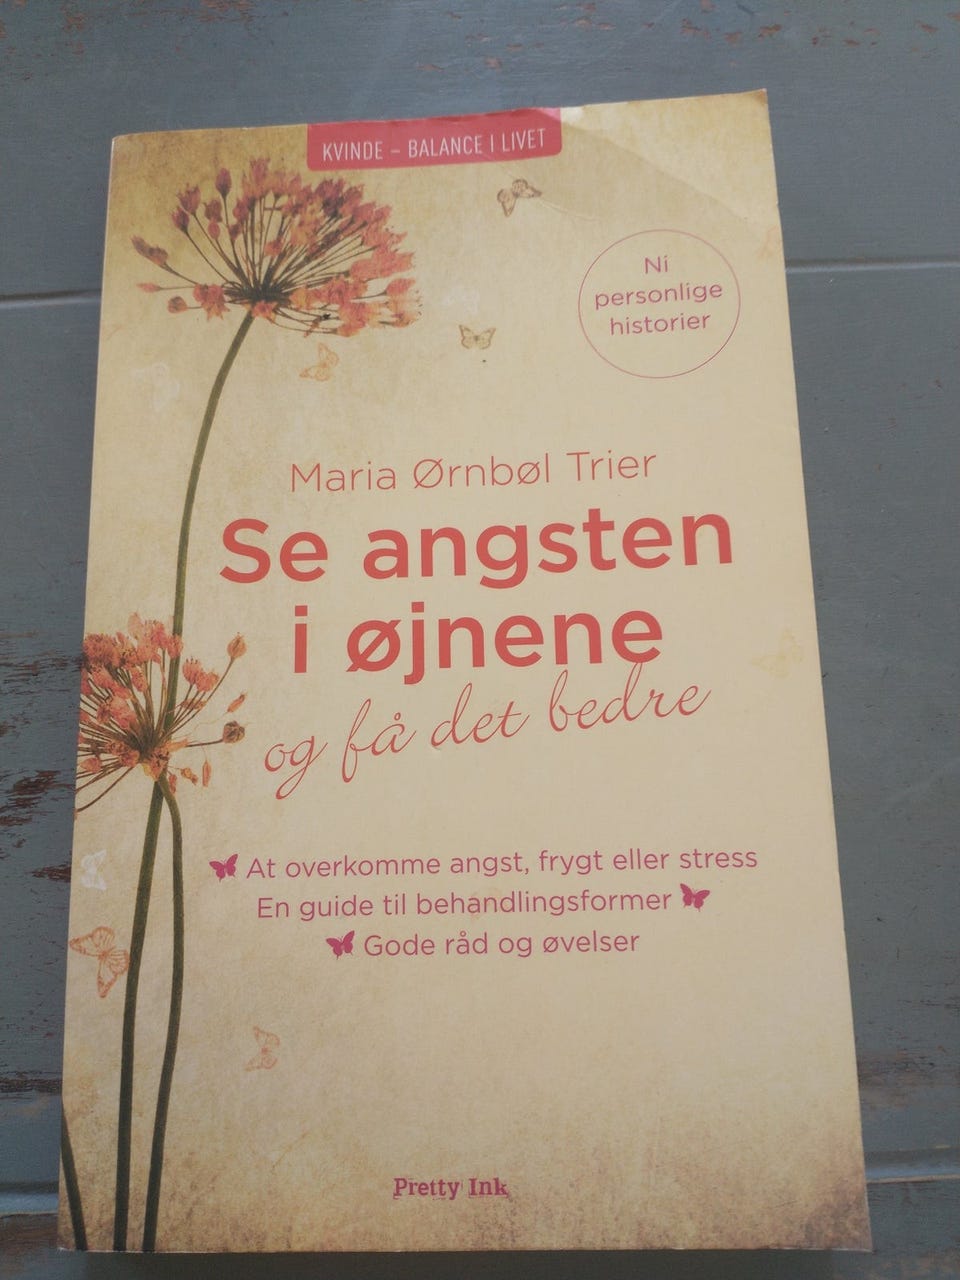 KVINDE – BALANCE I LIVET
Ni
personlige
historier
Maria Ørnbøl Trier
Se angsten
i øjnene
og få det bedre
At overkomme angst, frygt eller stress
En guide til behandlingsformer
Gode råd og øvelser
Pretty Ink